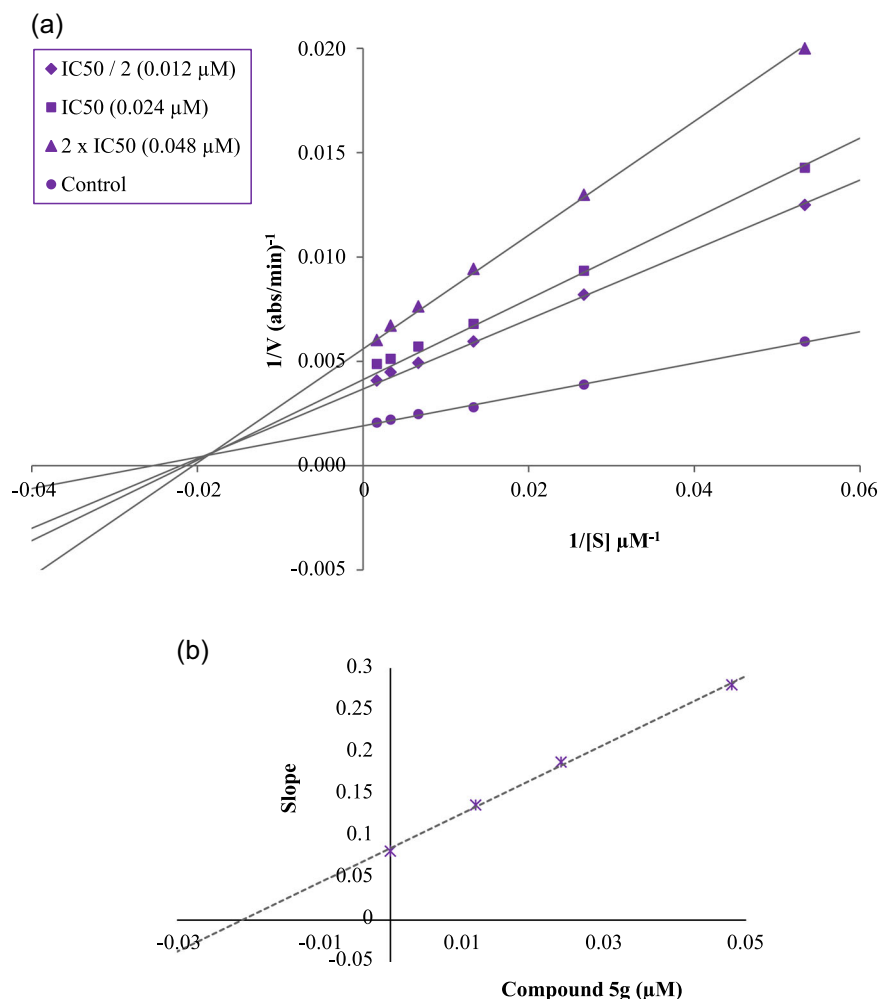 (a)
IC50 / 2 (0.012 µM)
IC50 (0.024 µM)
2 x IC50 (0.048 µM)
Control
0.020
0.015
0.010
0.005
0.000
-0.005
1/V (abs/min)-1
-0.04
-0.02
0
0.02
0.04
0.06
1/[S] µM-1
(b)
0.3
0.25
0.2
0.15
0.1
0.05
0
-0.05
Slope
-0.03
-0.01
0.01
0.03
0.05
Compound 5g (µM)